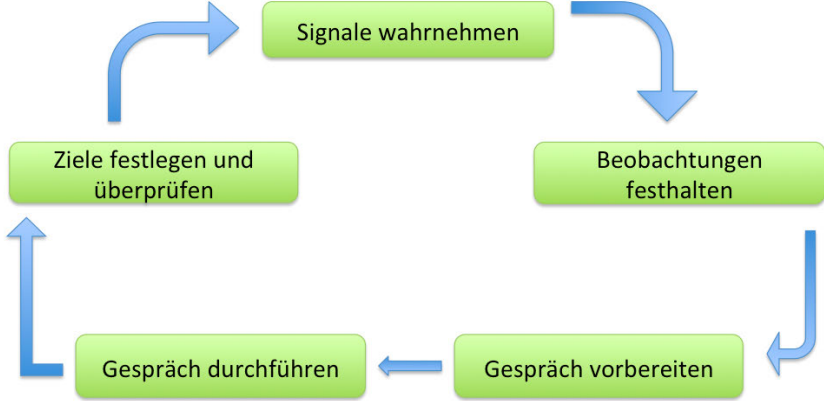 Signale wahrnehmen
Beobachtungen
festhalten
Gespräch vorbereiten
Gespräch durchführen
Ziele festlegen und
überprüfen